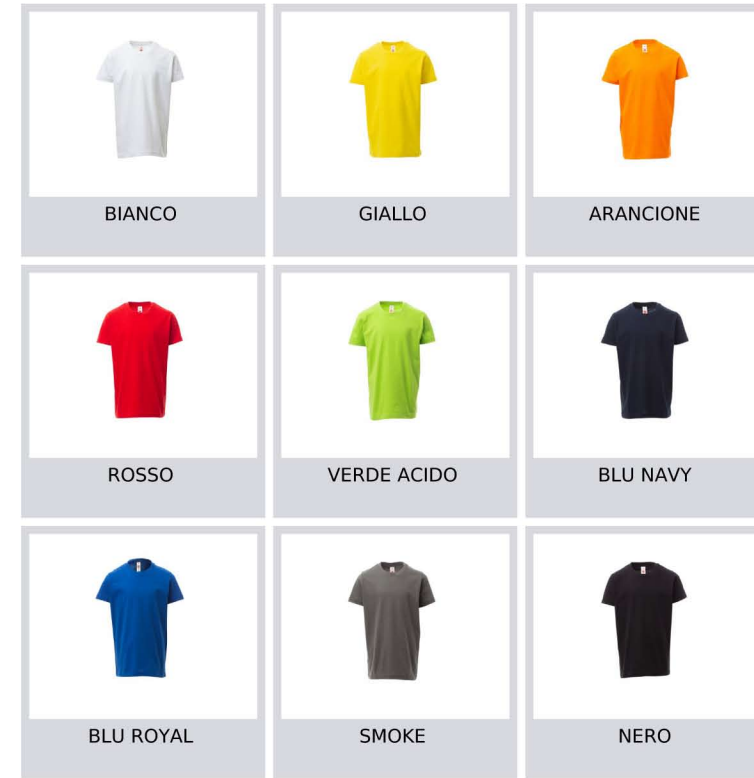 BIANCO
GIALLO
ARANCIONE
ROSSO
VERDE ACIDO
BLU NAVY
BLU ROYAL
SMOKE
NERO